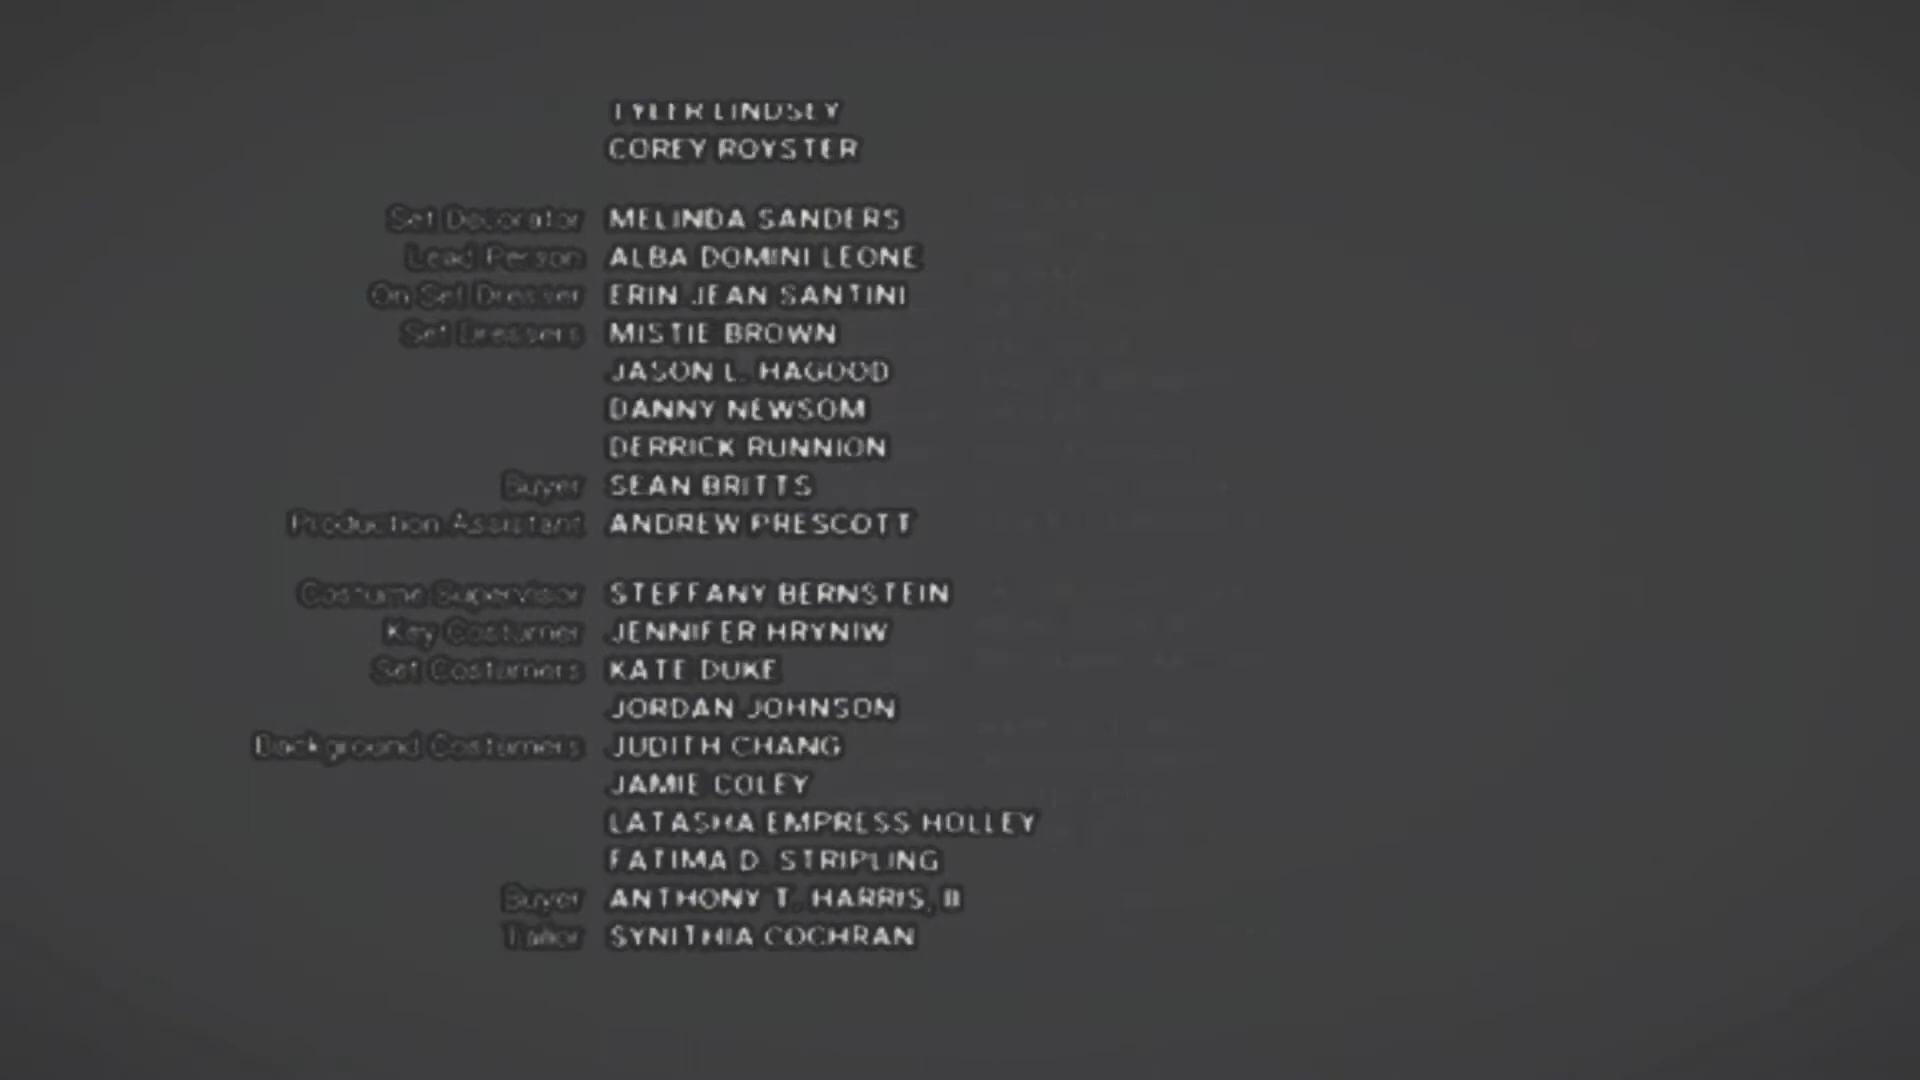 TYLER LINDSEY
COREY ROYSTER
Set Decorator MELINDA SANDERS
Lead Person ALBA DOMINI LEONE
On Set Dresser ERIN JEAN SANTINI
Set Dressers MISTIE BROWN
JASON L. HAGOOD
DANNY NEWSOM
DERRICK RUNNION
Buyer SEAN BRITTS
Production Assistant ANDREW PRESCOTT
Costume Supervisor STEFFANY BERNSTEIN
Key Costumer JENNIFER HRYNIW
Set Costumers KATE DUKE
JORDAN JOHNSON
Background Costumers JUDITH CHANG
JAMIE COLEY
LATASHA EMPRESS HOLLEY
FATIMA D. STRIPLING
Buyer ANTHONY T. HARRIS, II
Tailor SYNITHIA COCHRAN